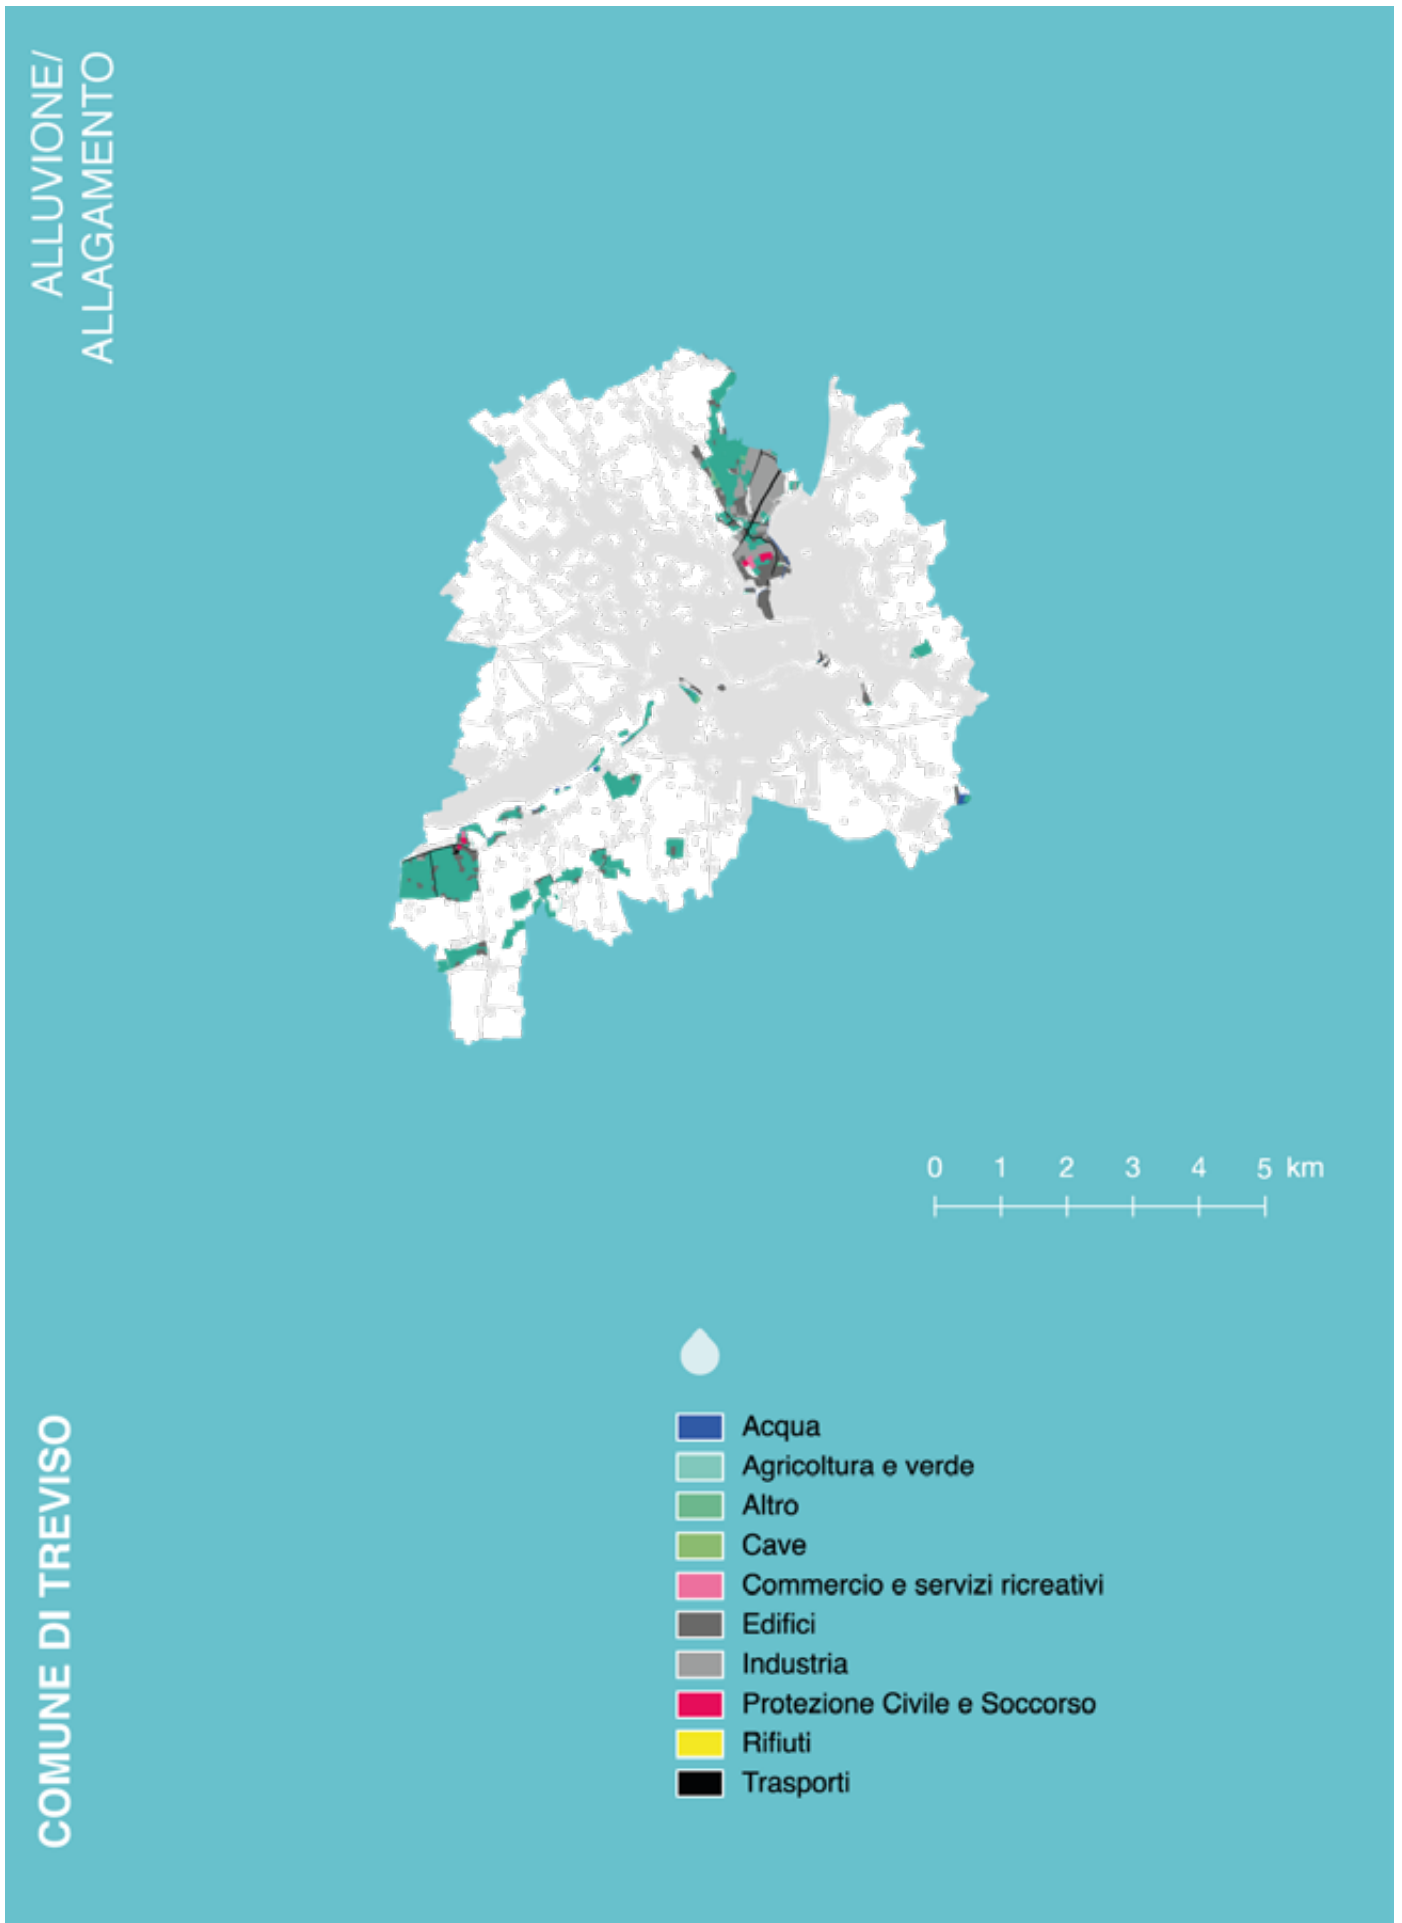 ALLUVIONE/
ALLAGAMENTO
COMUNE DI TREVISO
0 1 2 3 4 5 km
Acqua
Agricoltura e verde
Altro
Cave
Commercio e servizi ricreativi
Edifici
Industria
Protezione Civile e Soccorso
Rifiuti
Trasporti